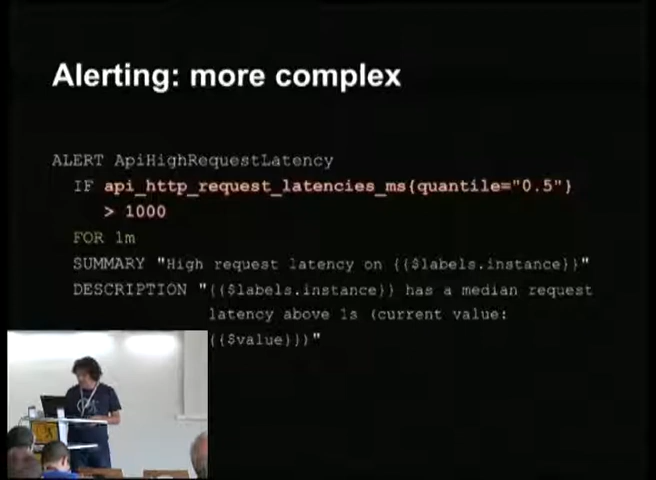 Alerting: more complex
ALERT ApiHighRequestLatency
IF api_http_request_latencies_ms{quantile="0.5"}
> 1000
FOR 1m
SUMMARY "High request latency on {{$labels.instance}}"
DESCRIPTION "{{$labels.instance}} has a median request
latency above 1s (current value:
{{$value}})"